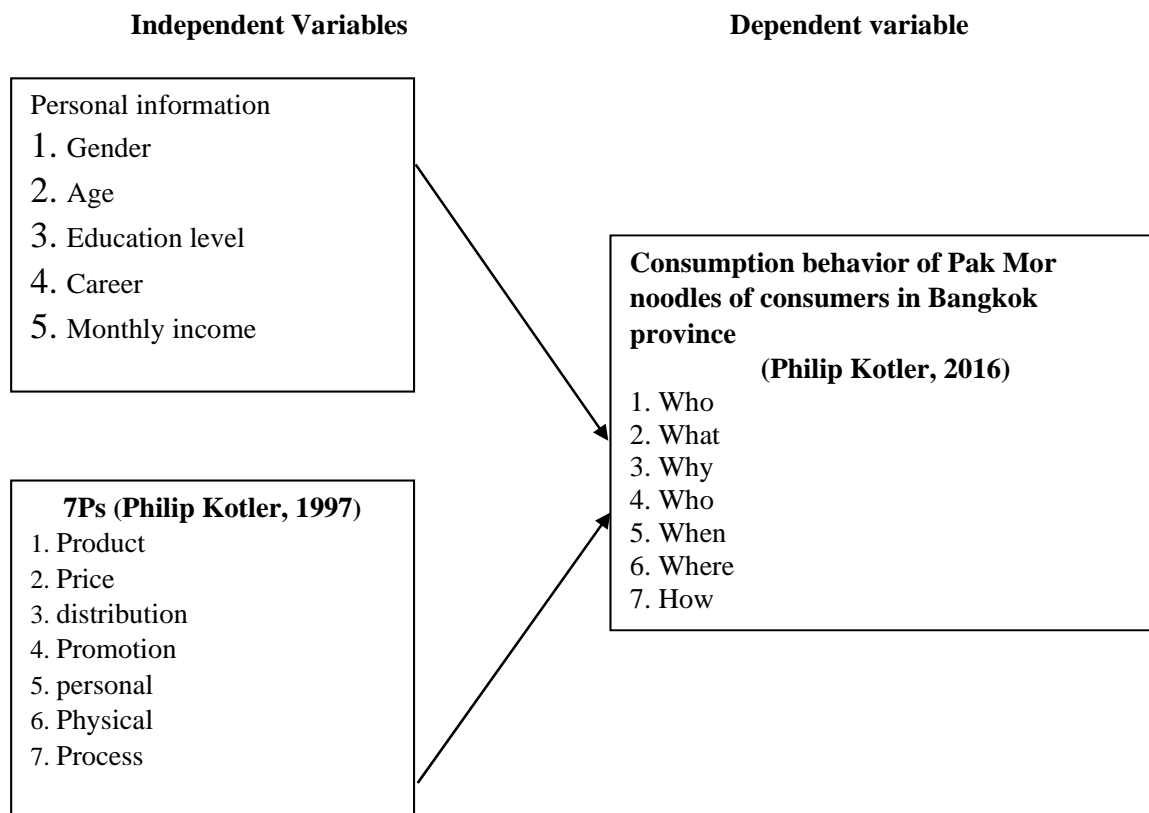 Independent Variables
Dependent variable
Personal information
1. Gender
2. Age
3. Education level
4. Career
5. Monthly income
7Ps (Philip Kotler, 1997)
1. Product
2. Price
3. distribution
4. Promotion
5. personal
6. Physical
7. Process
Consumption behavior of Pak Mor
noodles of consumers in Bangkok
province
(Philip Kotler, 2016)
1. Who
2. What
3. Why
4. Who
5. When
6. Where
7. How